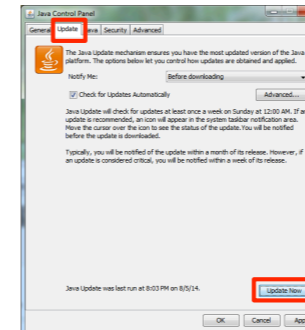 Java Control Panel
General Update Java Security Advanced
The Java Update mechanism ensures you have the most updated version of the Java
platform. The options below let you control how updates are obtained and applied.
Notify Me: Before downloading
Check for Updates Automatically Advanced...
Java Update will check for updates at least once a week on Sunday at 12:00 AM. If an
update is recommended, an icon will appear in the system taskbar notification area.
Move the cursor over the icon to see the status of the update. You will be notified
before the update is downloaded.
Typically, you will be notified of the update within a month of its release. However, if
an update is considered critical, you will be notified within a week of its release.
Java Update was last run at 8:03 PM on 8/5/14. Update Now
OK Cancel App